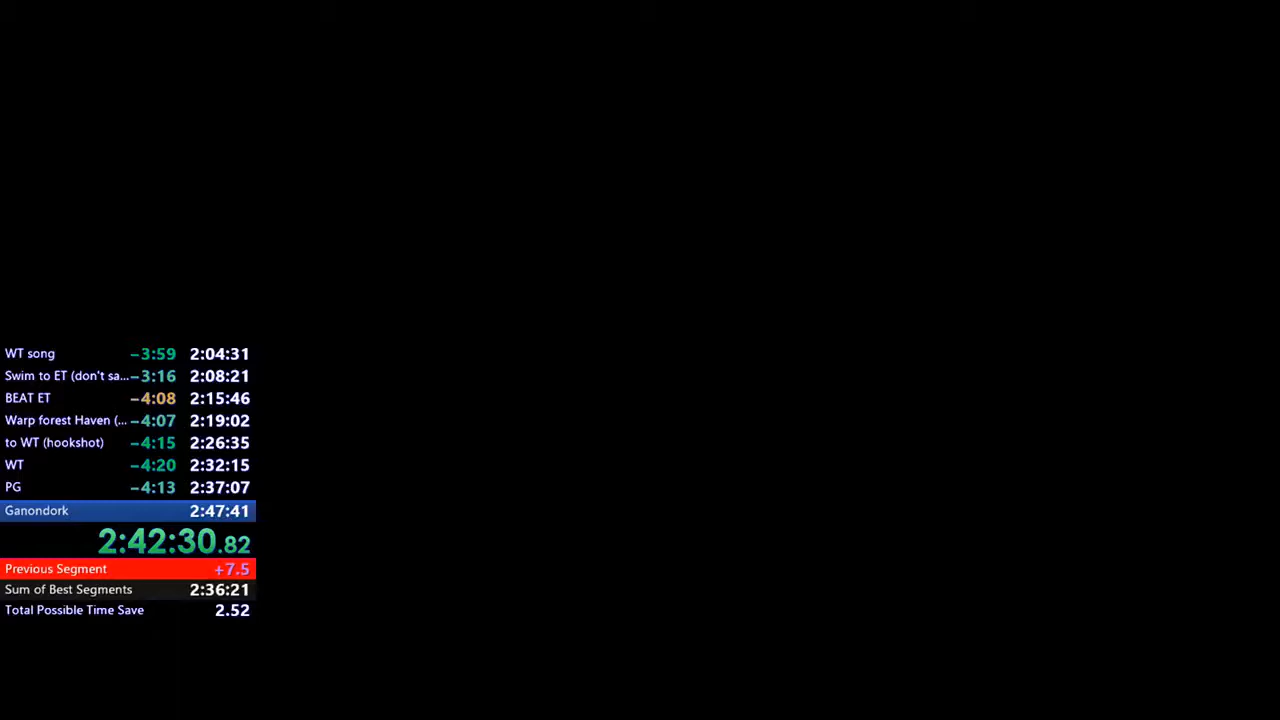 WT song -3:59 2:04:31
Swim to ET (don't sa... -3:16 2:08:21
BEAT ET -4:08 2:15:46
Warp forest Haven (... -4:07 2:19:02
to WT (hookshot) -4:15 2:26:35
WT -4:20 2:32:15
PG -4:13 2:37:07
Ganondork 2:47:41
2:42:30.82
Previous Segment +7.5
Sum of Best Segments 2:36:21
Total Possible Time Save 2.52